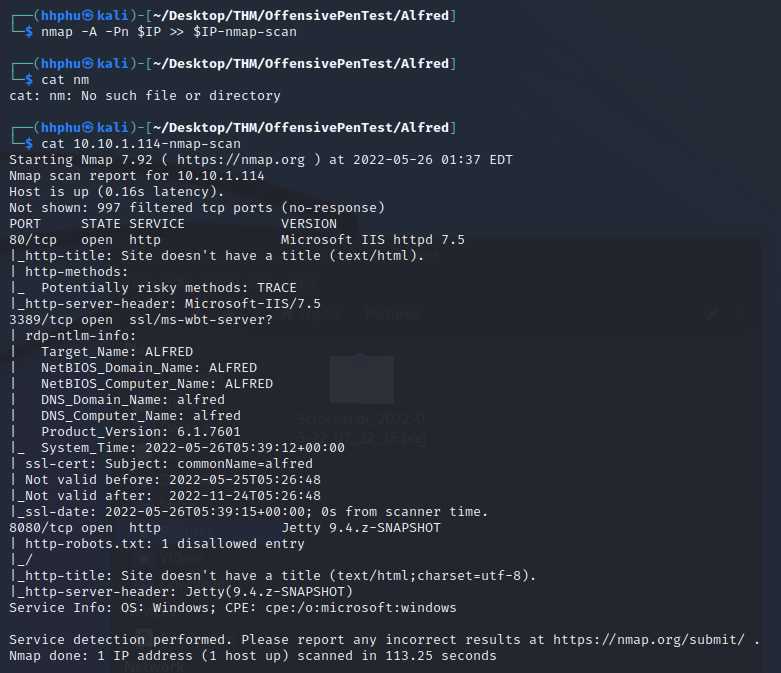 ┌──(hhphu㉿kali)-[~/Desktop/THM/OffensivePenTest/Alfred]
└─$ nmap -A -Pn $IP >> $IP-nmap-scan
┌──(hhphu㉿kali)-[~/Desktop/THM/OffensivePenTest/Alfred]
└─$ cat nm
cat: nm: No such file or directory
┌──(hhphu㉿kali)-[~/Desktop/THM/OffensivePenTest/Alfred]
└─$ cat 10.10.1.114-nmap-scan
Starting Nmap 7.92 ( https://nmap.org ) at 2022-05-26 01:37 EDT
Nmap scan report for 10.10.1.114
Host is up (0.16s latency).
Not shown: 997 filtered tcp ports (no-response)
PORT     STATE SERVICE            VERSION
80/tcp   open  http               Microsoft IIS httpd 7.5
|_http-title: Site doesn't have a title (text/html).
| http-methods:
|_  Potentially risky methods: TRACE
|_http-server-header: Microsoft-IIS/7.5
3389/tcp open  ssl/ms-wbt-server?
| rdp-ntlm-info:
|   Target_Name: ALFRED
|   NetBIOS_Domain_Name: ALFRED
|   NetBIOS_Computer_Name: ALFRED
|   DNS_Domain_Name: alfred
|   DNS_Computer_Name: alfred
|   Product_Version: 6.1.7601
|_  System_Time: 2022-05-26T05:39:12+00:00
| ssl-cert: Subject: commonName=alfred
| Not valid before: 2022-05-25T05:26:48
|_Not valid after:  2022-11-24T05:26:48
|_ssl-date: 2022-05-26T05:39:15+00:00; 0s from scanner time.
8080/tcp open  http               Jetty 9.4.z-SNAPSHOT
| http-robots.txt: 1 disallowed entry
|_/
|_http-title: Site doesn't have a title (text/html;charset=utf-8).
|_http-server-header: Jetty(9.4.z-SNAPSHOT)
Service Info: OS: Windows; CPE: cpe:/o:microsoft:windows
Service detection performed. Please report any incorrect results at https://nmap.org/submit/ .
Nmap done: 1 IP address (1 host up) scanned in 113.25 seconds
Pictures
Network